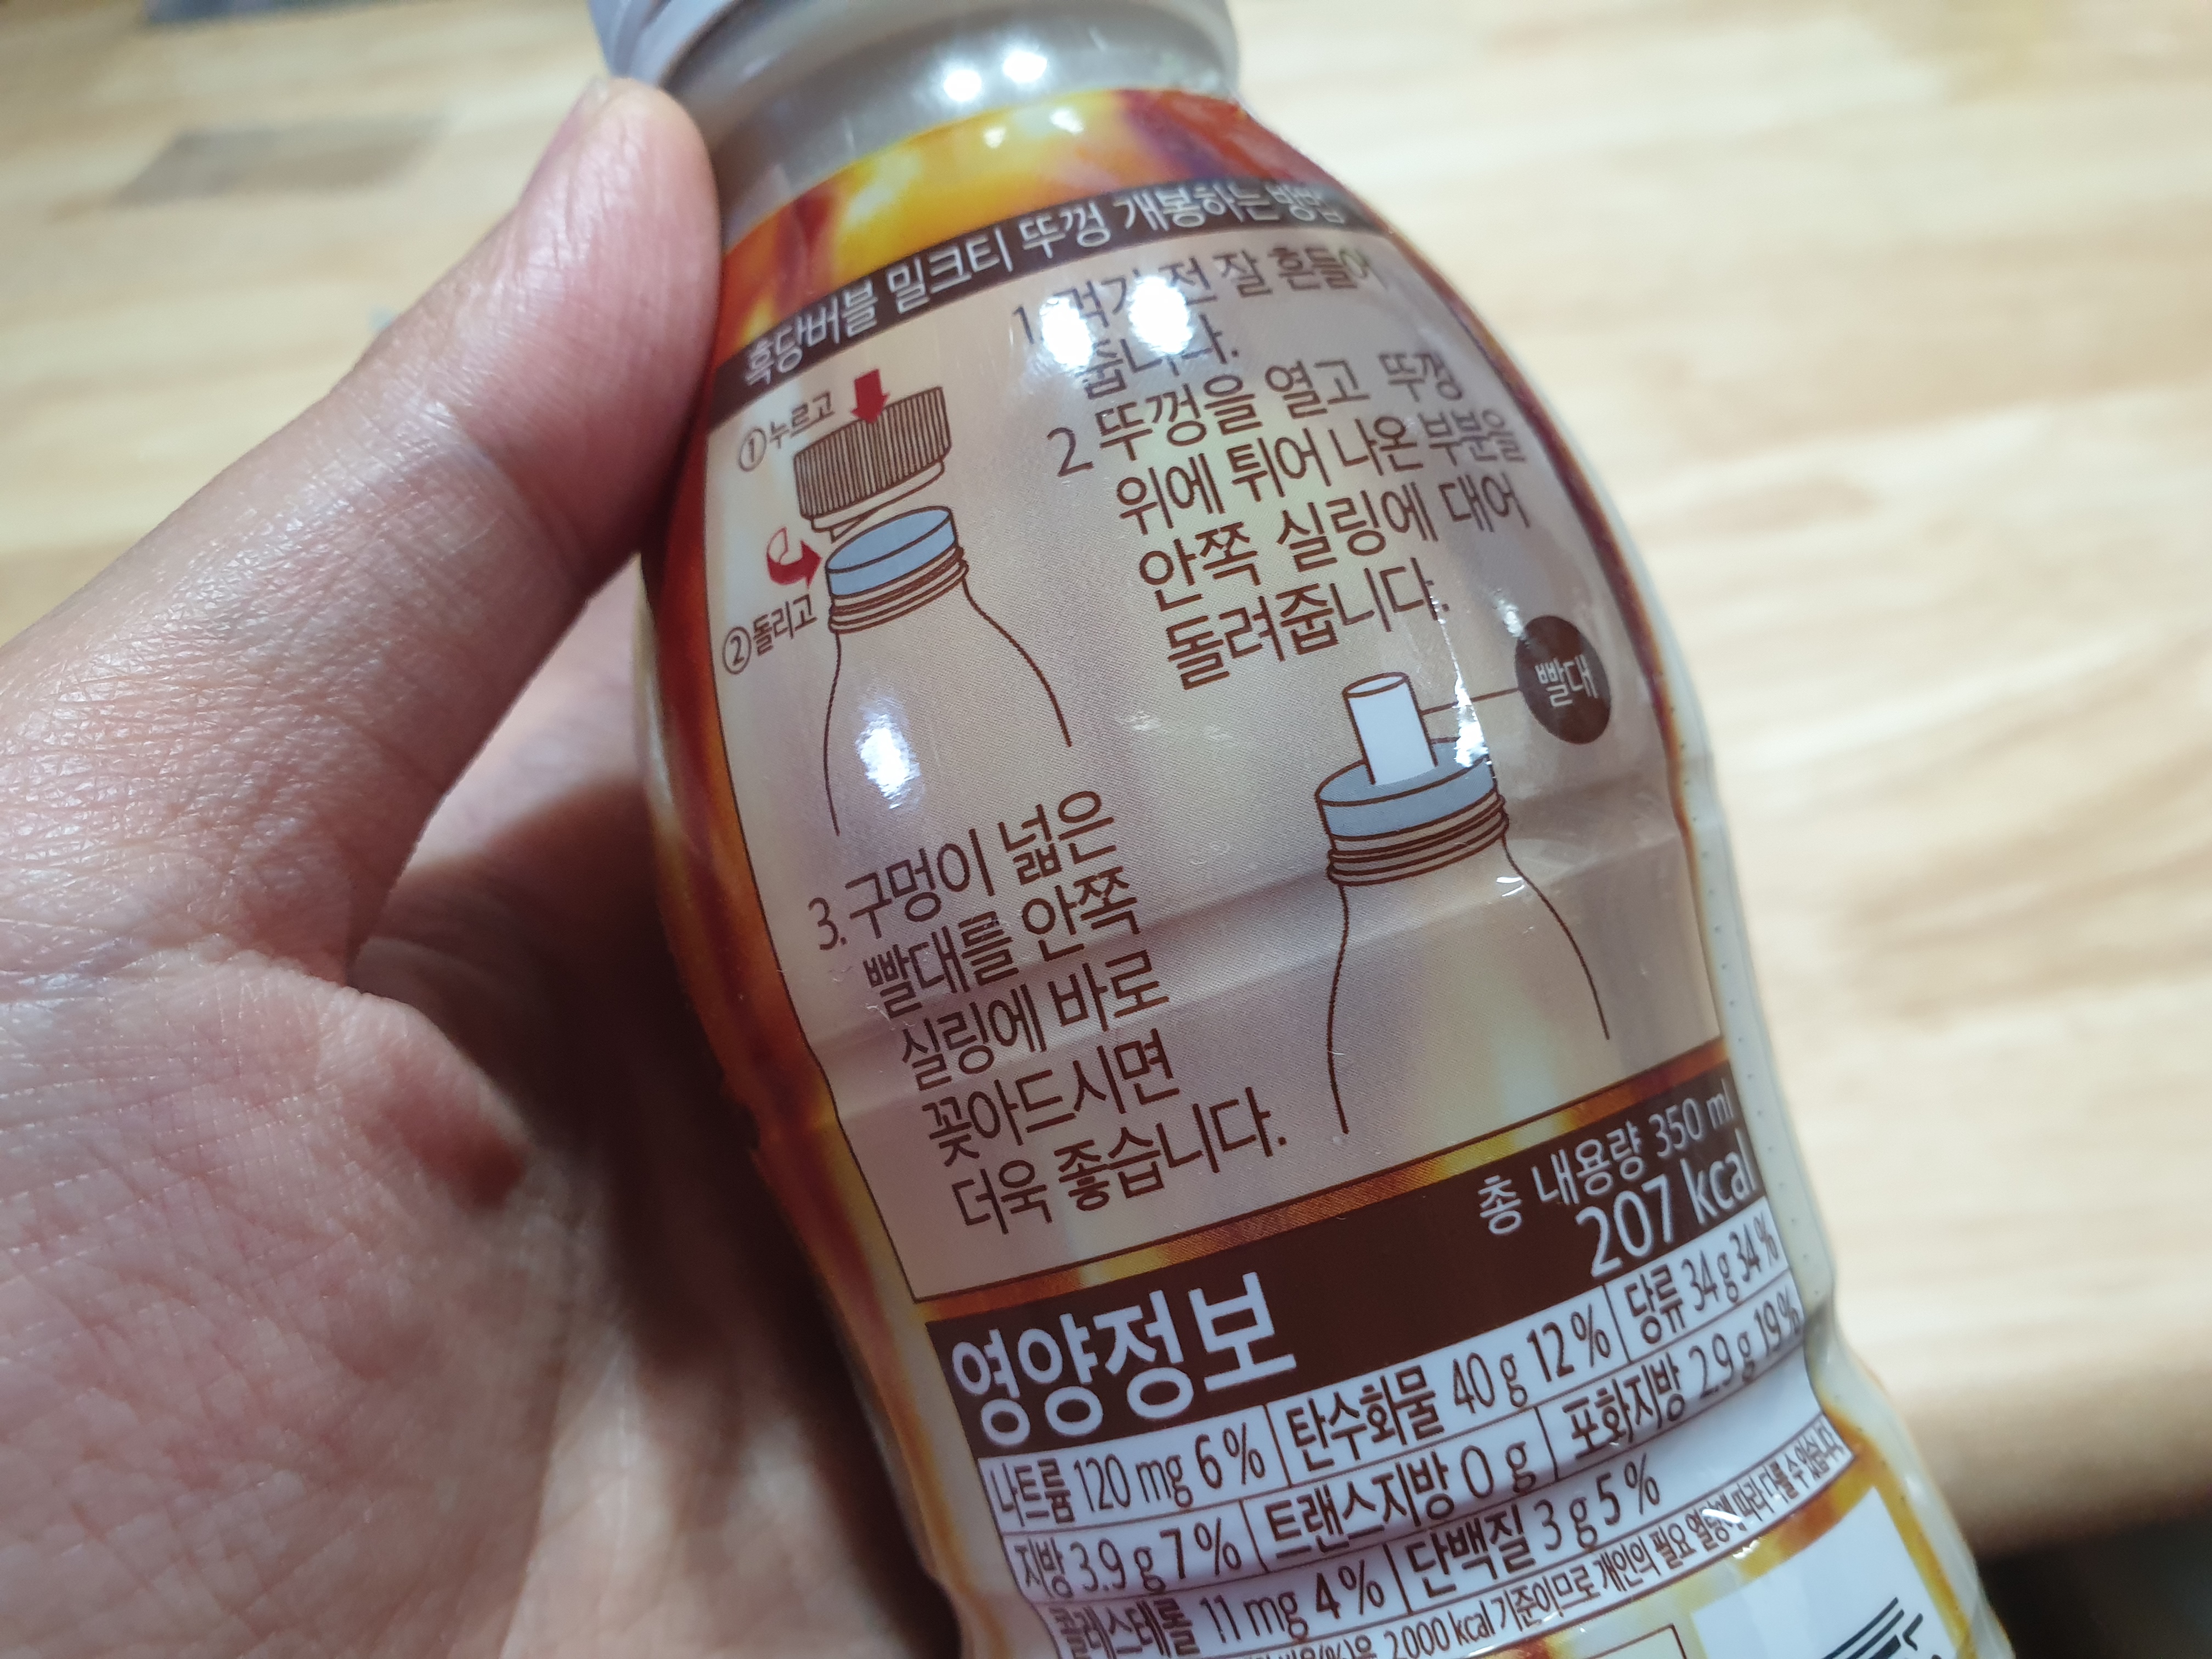 흑당버블 밀크티 뚜껑 개봉하는 방법
1. 먹기 전 잘 흔들어
줍니다.
2 뚜껑을 열고 뚜껑
위에 튀어 나온 부분을
안쪽 실링에 대어
돌려줍니다.
①누르고
②돌리고
빨대
3. 구멍이 넓은
빨대를 안쪽
실링에 바로
꽂아드시면
더욱 좋습니다.
총 내용량 350 ml
207 kcal
영양정보
나트륨 120 mg 6% 탄수화물 40 g 12% 당류 34 g 34%
지방 3.9 g 7% 트랜스지방 0 g 포화지방 2.9 g 19%
콜레스테롤 11 mg 4% 단백질 3 g 5%
2,000 kcal 기준이므로 개인의 필요 열량에 따라 다를 수 있습니다